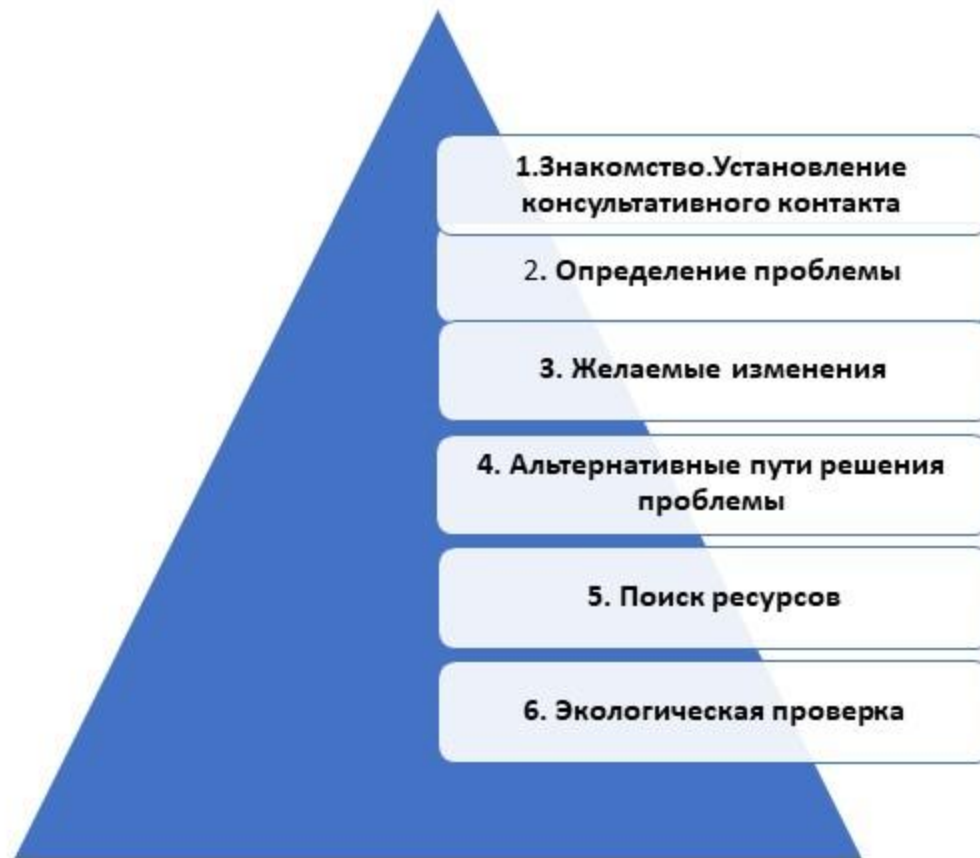 1.Знакомство.Установление
консультативного контакта
2. Определение проблемы
3. Желаемые изменения
4. Альтернативные пути решения
проблемы
5. Поиск ресурсов
6. Экологическая проверка